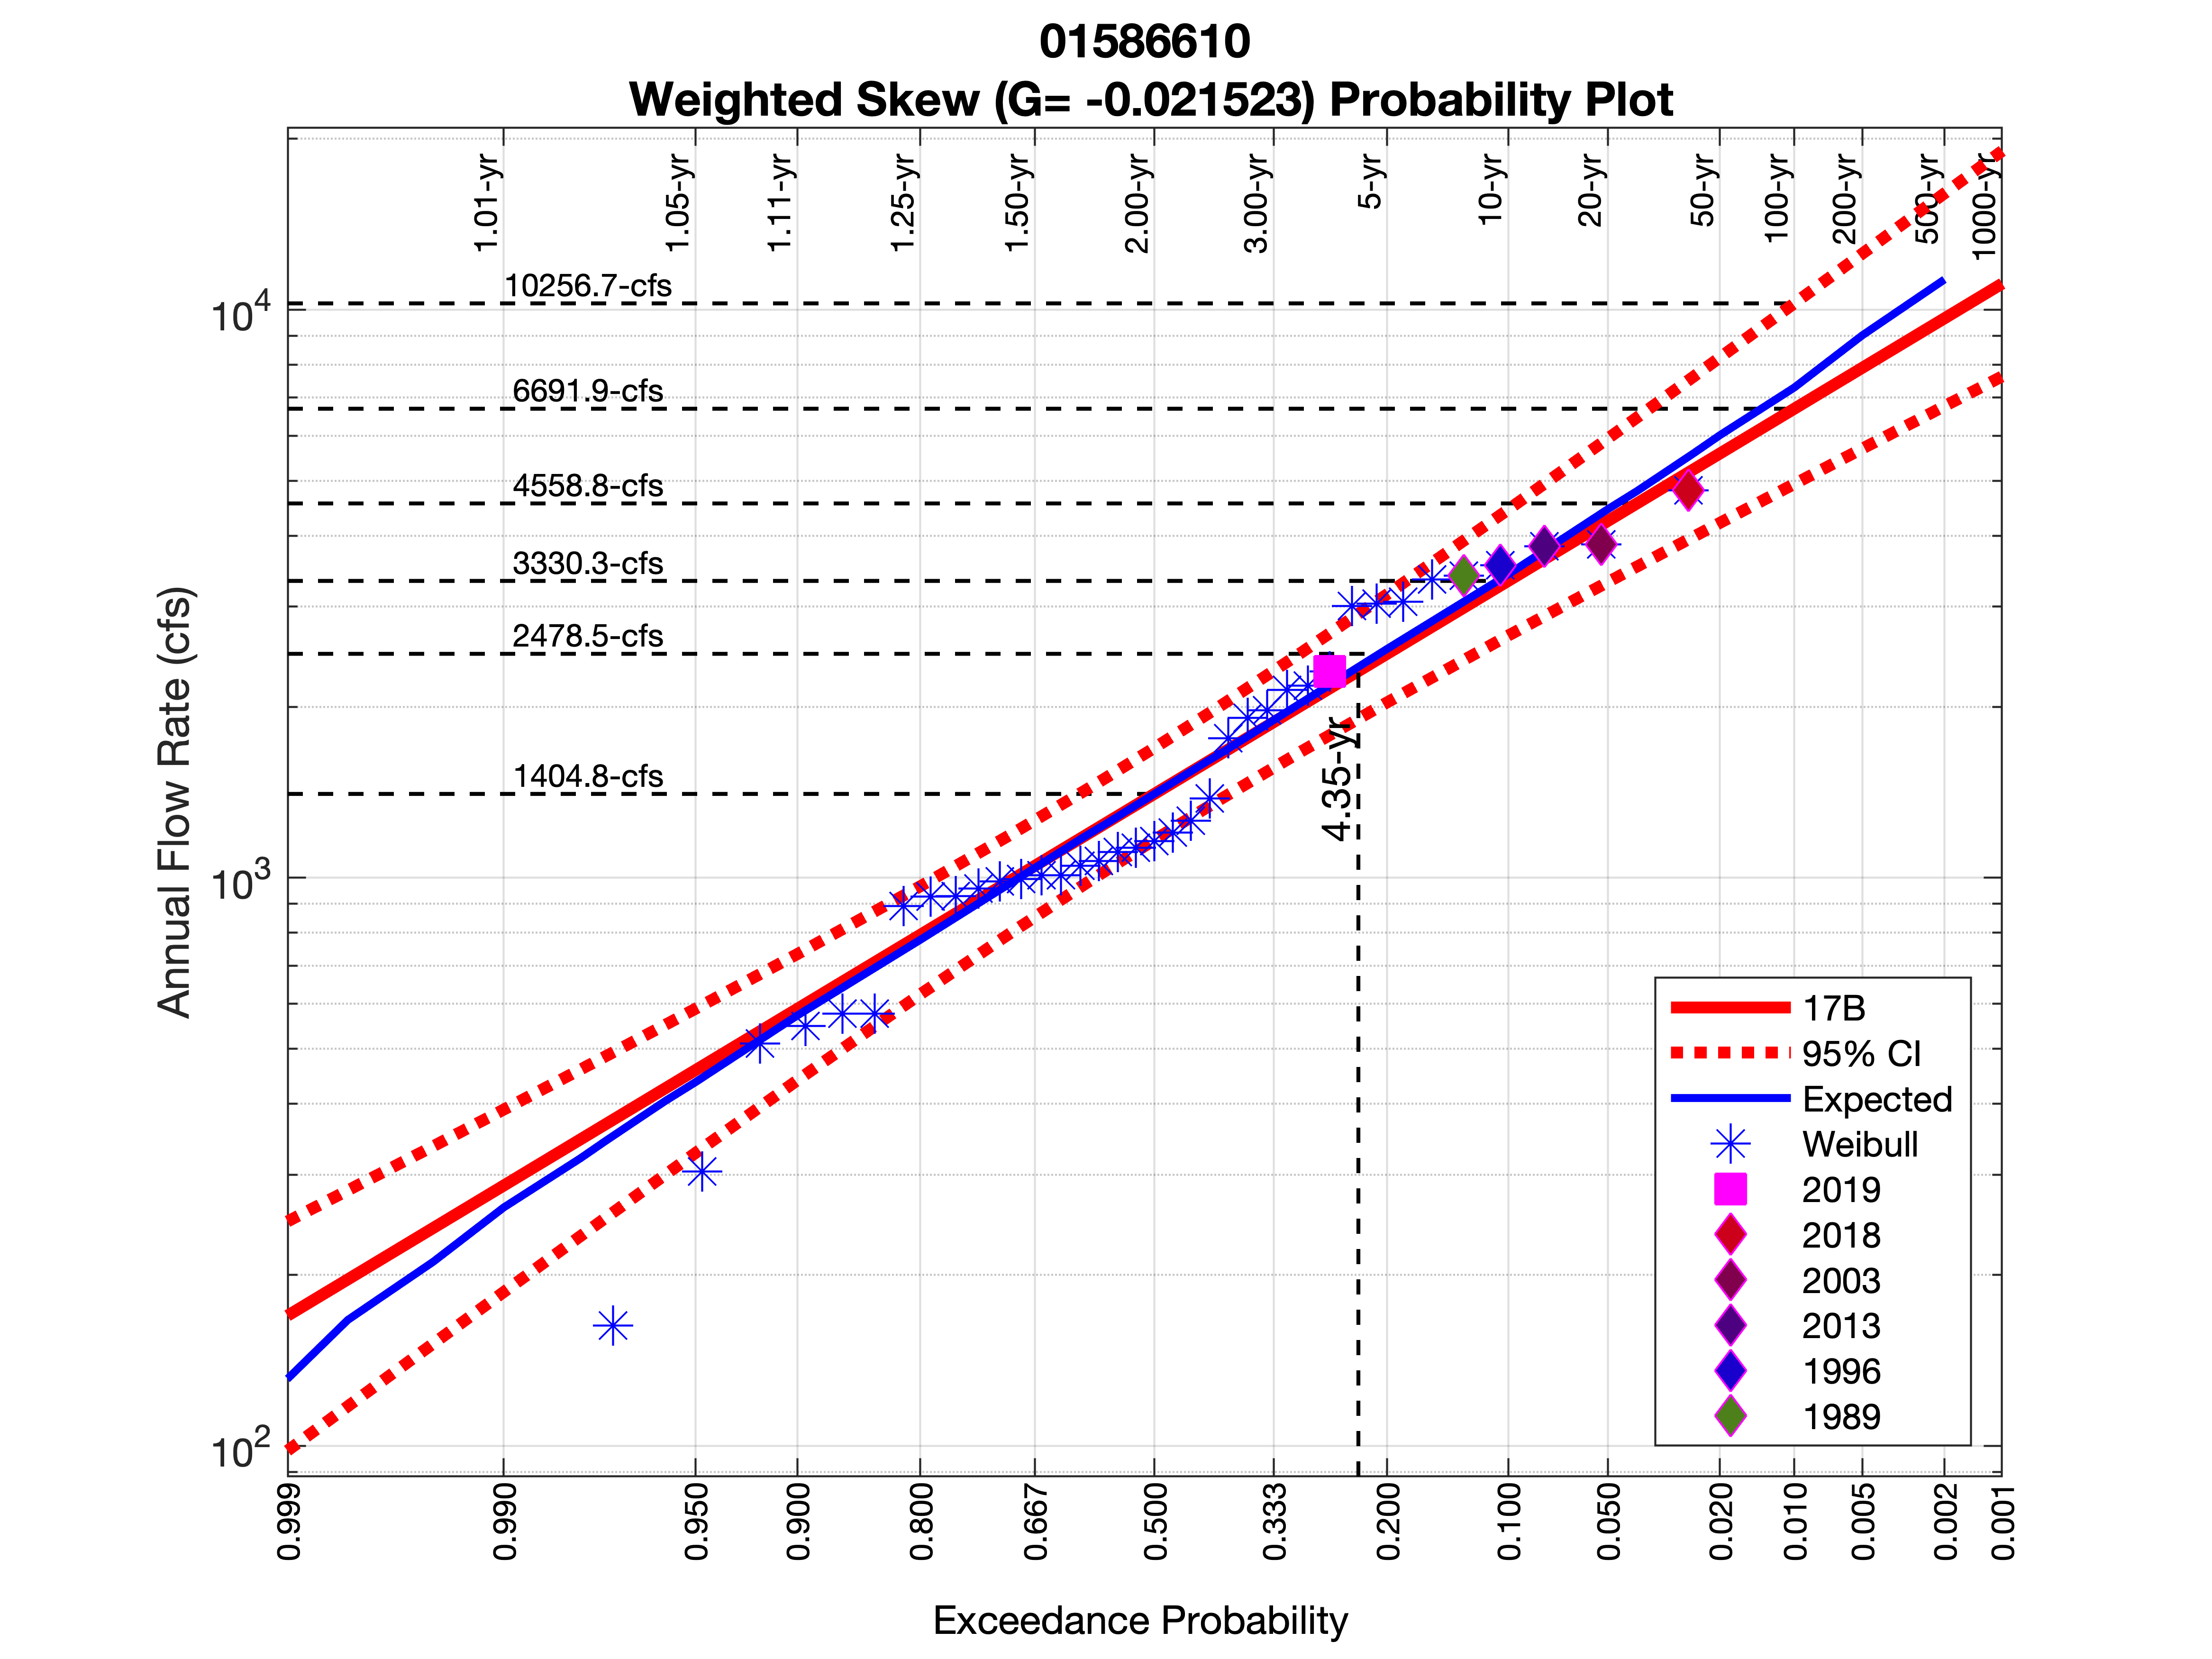 01586610
Weighted Skew (G= -0.021523) Probability Plot
1.01-yr
1.05-yr
1.11-yr
1.25-yr
1.50-yr
2.00-yr
3.00-yr
5-yr
10-yr
20-yr
50-yr
100-yr
200-yr
500-yr
1000-yr
10256.7-cfs
6691.9-cfs
4558.8-cfs
3330.3-cfs
2478.5-cfs
1404.8-cfs
4.35-yr
10^4
10^3
10^2
Annual Flow Rate (cfs)
17B
95% CI
Expected
Weibull
2019
2018
2003
2013
1996
1989
0.999
0.990
0.950
0.900
0.800
0.667
0.500
0.333
0.200
0.100
0.050
0.020
0.010
0.005
0.002
0.001
Exceedance Probability